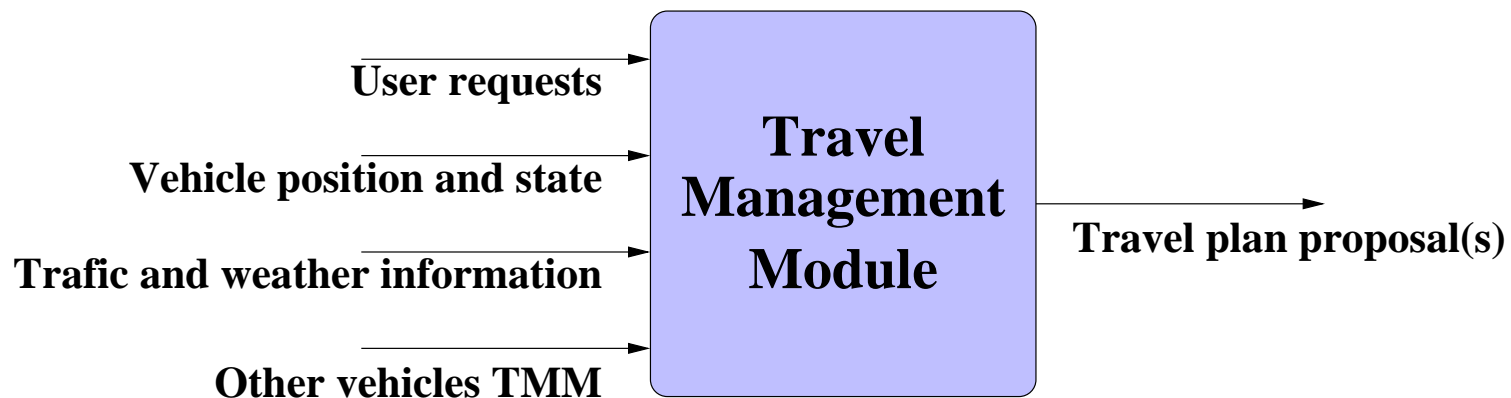 User requests
Vehicle position and state
Trafic and weather information
Other vehicles TMM
Travel
Management
Module
Travel plan proposal(s)